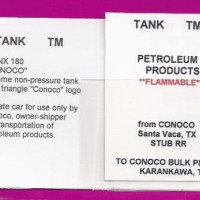 TANK TM
NX 180
ONOCO"
ome non-pressure tank
triangle "Conoco" logo
ate car for use only by
oco, owner-shipper
ransportation of
oleum products
TANK TM
PETROLEUM
PRODUCTS
"FLAMMABLE"
from CONOCO
Santa Vaca, TX
STUB RR
TO CONOCO BULK P
KARANKAWA, T